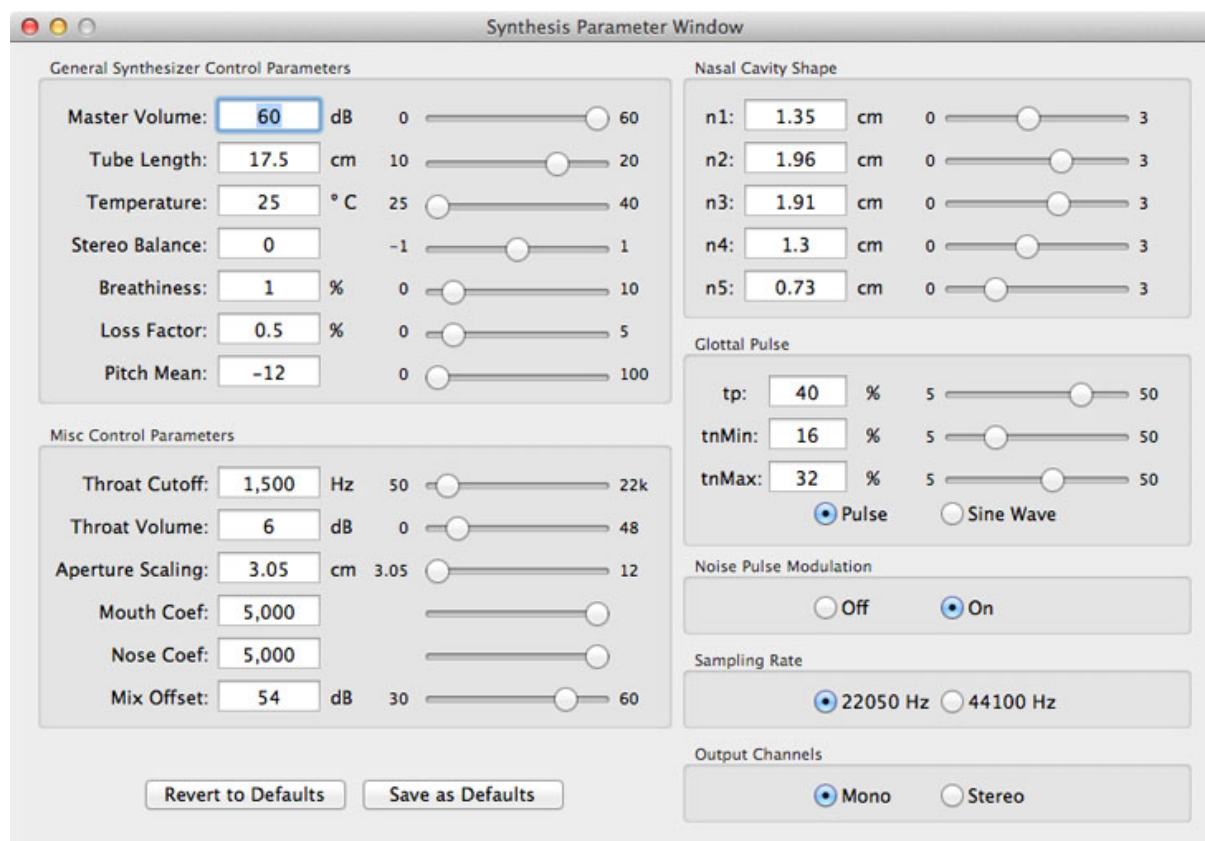 Synthesis Parameter Window
General Synthesizer Control Parameters
Master Volume: 60 dB 0 60
Tube Length: 17.5 cm 10 20
Temperature: 25 ° C 25 40
Stereo Balance: 0 -1 1
Breathiness: 1 % 0 10
Loss Factor: 0.5 % 0 5
Pitch Mean: -12 0 100
Misc Control Parameters
Throat Cutoff: 1,500 Hz 50 22k
Throat Volume: 6 dB 0 48
Aperture Scaling: 3.05 cm 3.05 12
Mouth Coef: 5,000
Nose Coef: 5,000
Mix Offset: 54 dB 30 60
Revert to Defaults Save as Defaults
Nasal Cavity Shape
n1: 1.35 cm 0 3
n2: 1.96 cm 0 3
n3: 1.91 cm 0 3
n4: 1.3 cm 0 3
n5: 0.73 cm 0 3
Glottal Pulse
tp: 40 % 5 50
tnMin: 16 % 5 50
tnMax: 32 % 5 50
Pulse Sine Wave
Noise Pulse Modulation
Off On
Sampling Rate
22050 Hz 44100 Hz
Output Channels
Mono Stereo